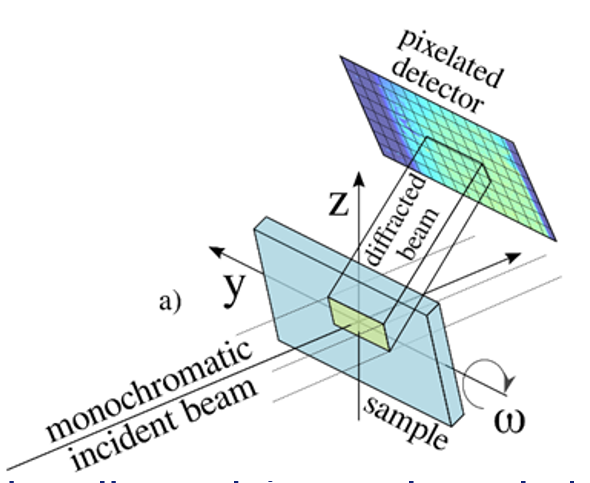 pixelated
detector
z
diffracted
beam
y
a)
monochromatic
incident beam
sample
ω